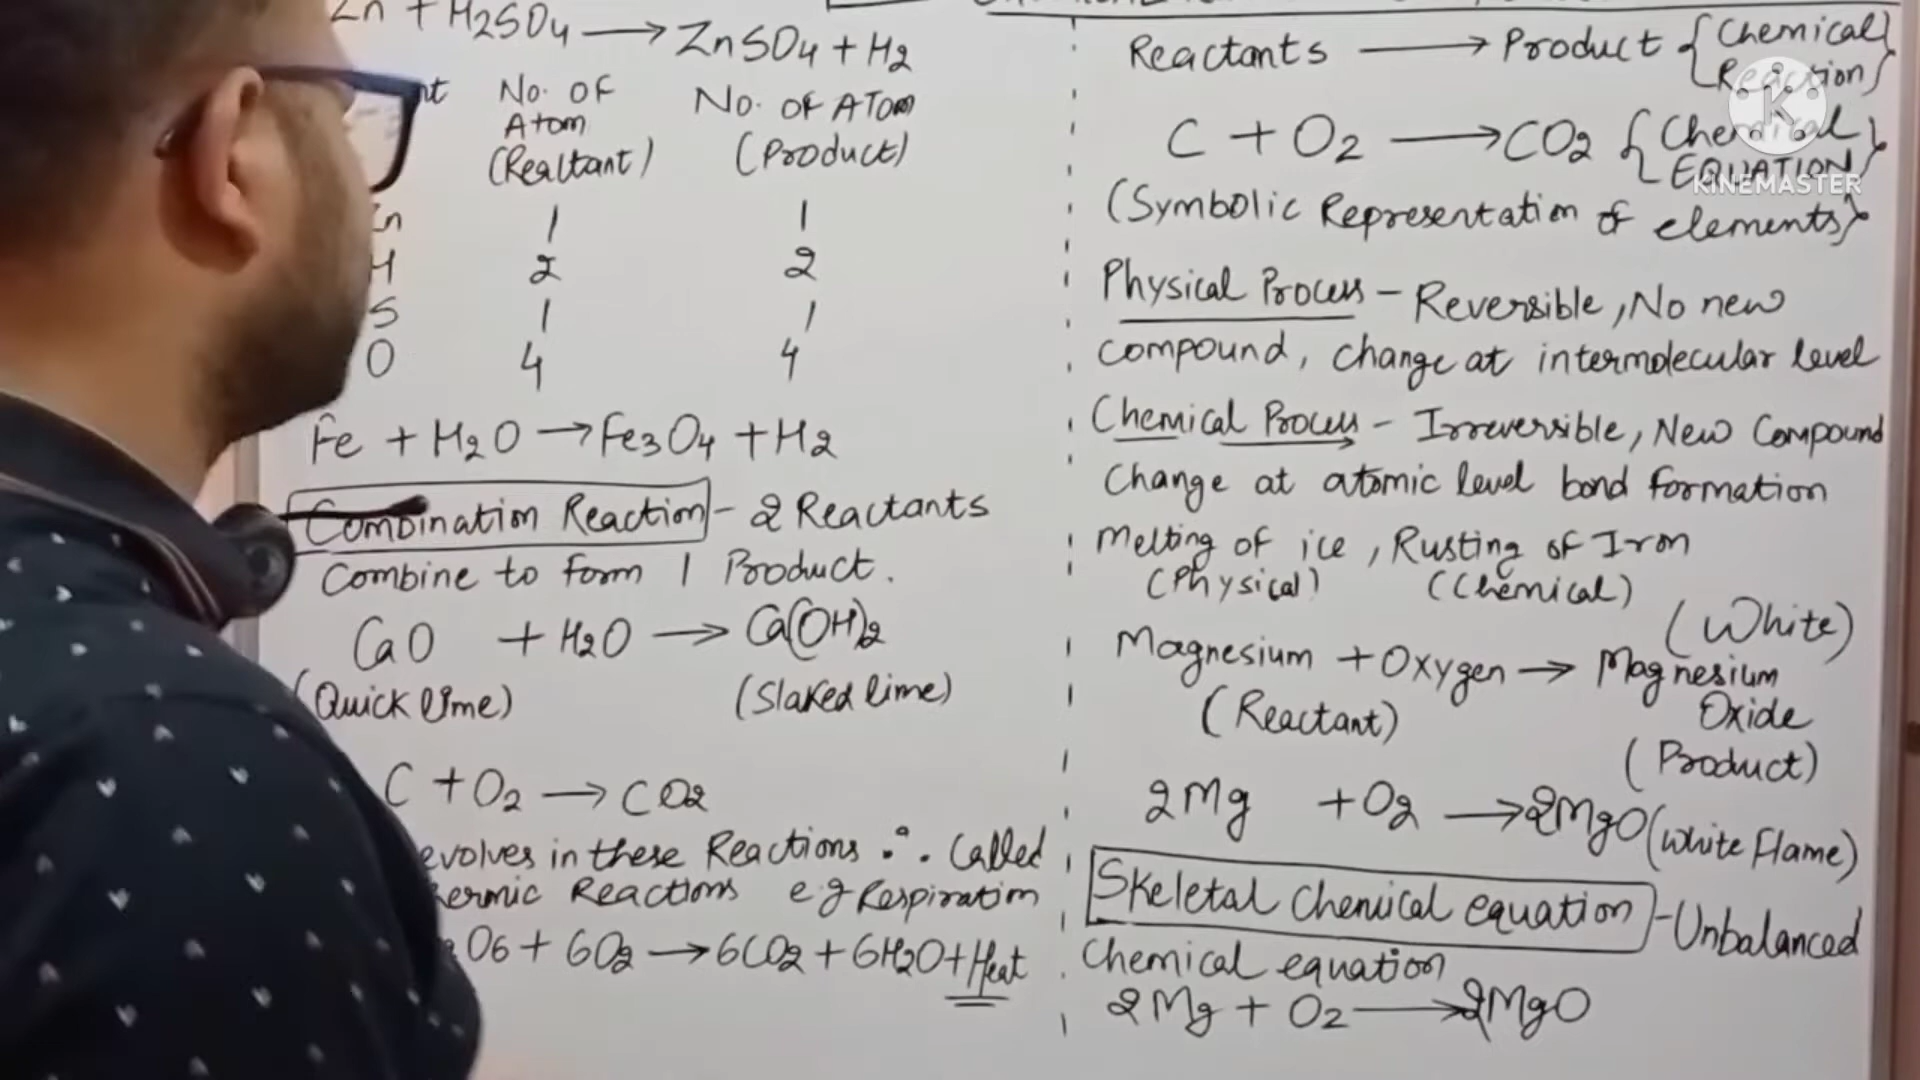 Zn + H2SO4 → ZnSO4 + H2
No. of No. of ATom
Atom
(Realtant) (Product)
1 1
H 2 2
S 1 1
O 4 4
Fe + H2O → Fe3O4 + H2
Combination Reaction - 2 Reactants
Combine to form 1 Product.
CaO + H2O → Ca(OH)2
(Quick lime) (Slaked lime)
C + O2 → CO2
evolves in these Reactions ∴ Called
Reactions e.g Respiration
O6 + 6O2 → 6CO2 + 6H2O + Heat
Reactants → Product {Chemical
Reaction}
C + O2 → CO2 {Chemical
EQUATION}
KINEMASTER
(Symbolic Representation of elements}
Physical Process - Reversible, No new
compound, change at intermolecular level
Chemical Process - Irreversible, New Compound
Change at atomic level bond formation
Melting of ice, Rusting of Iron
(Physical) (Chemical)
(White)
Magnesium + Oxygen → Magnesium
(Reactant) Oxide
(Product)
2Mg + O2 → 2MgO (White Flame)
Skeletal Chemical equation - Unbalanced
Chemical equation
2Mg + O2 → 2MgO